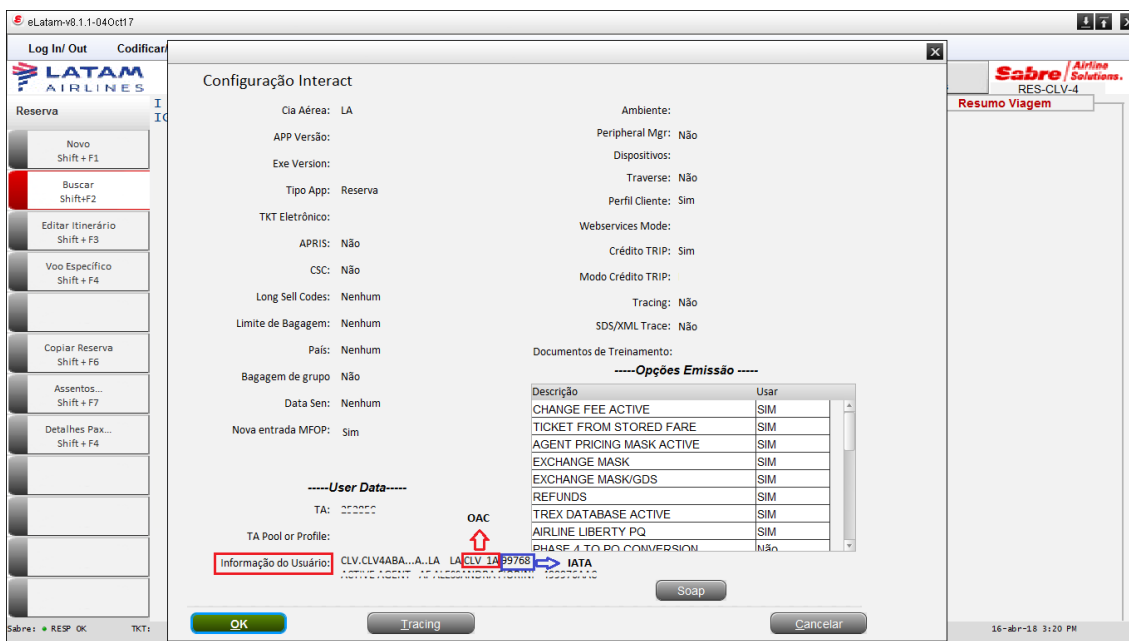 eLatam-v8.1.1-04Oct17
Log In/ Out Codificar/
LATAM
AIRLINES
Sabre Airline Solutions.
RES-CLV-4
Reserva
I
Resumo Viagem
Novo
Shift + F1
Buscar
Shift+F2
Editar Itinerário
Shift + F3
Voo Específico
Shift + F4
Copiar Reserva
Shift + F6
Assentos...
Shift + F7
Detalhes Pax...
Shift + F4
Configuração Interact
Cia Aérea: LA
APP Versão:
Exe Version:
Tipo App: Reserva
TKT Eletrônico:
APRIS: Não
CSC: Não
Long Sell Codes: Nenhum
Limite de Bagagem: Nenhum
País: Nenhum
Bagagem de grupo Não
Data Sen: Nenhum
Nova entrada MFOP: Sim
-----User Data-----
TA:
TA Pool or Profile:
OAC
Informação do Usuário: CLV.CLV4ABA...A..LA LA CLV 1A 99768 IATA
Ambiente:
Peripheral Mgr: Não
Dispositivos:
Traverse: Não
Perfil Cliente: Sim
Webservices Mode:
Crédito TRIP: Sim
Modo Crédito TRIP:
Tracing: Não
SDS/XML Trace: Não
Documentos de Treinamento:
-----Opções Emissão -----
Descrição Usar
CHANGE FEE ACTIVE SIM
TICKET FROM STORED FARE SIM
AGENT PRICING MASK ACTIVE SIM
EXCHANGE MASK SIM
EXCHANGE MASK/GDS SIM
REFUNDS SIM
TREX DATABASE ACTIVE SIM
AIRLINE LIBERTY PQ SIM
PHASE 4 TO PQ CONVERSION Não
Soap
OK Tracing Cancelar
Sabre: RESP OK TKT: 16-abr-18 3:20 PM